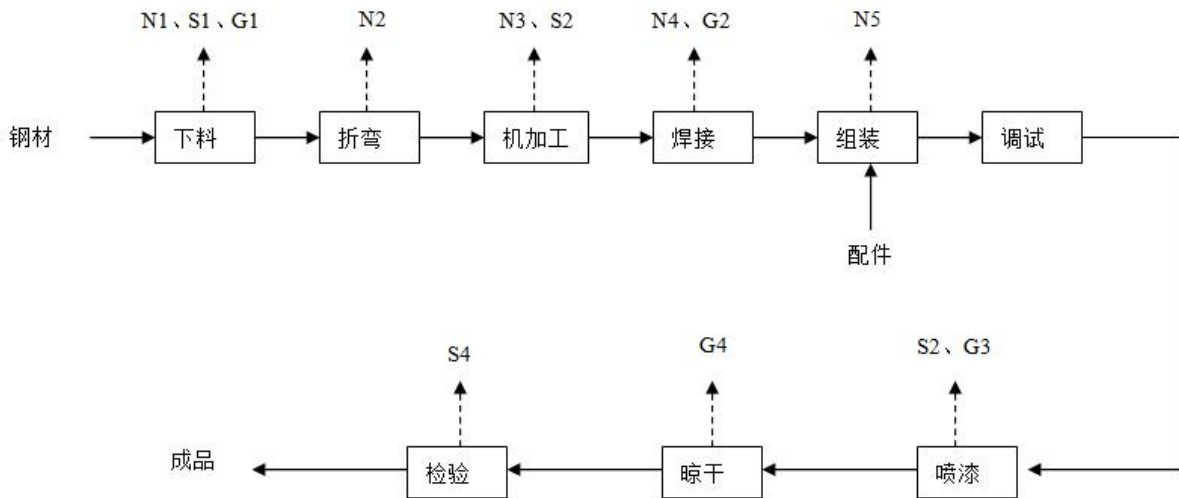 N1、S1、G1
N2
N3、S2
N4、G2
N5
钢材
下料
折弯
机加工
焊接
组装
调试
配件
S4
G4
S2、G3
成品
检验
晾干
喷漆